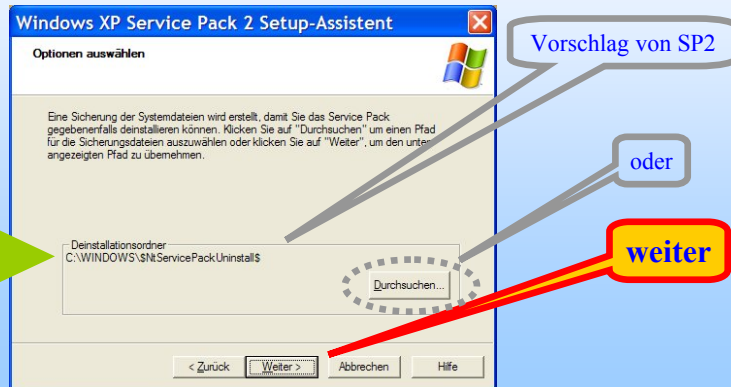 Windows XP Service Pack 2 Setup-Assistent
Optionen auswählen
Vorschlag von SP2
Eine Sicherung der Systemdateien wird erstellt, damit Sie das Service Pack
gegebenenfalls deinstallieren können. Klicken Sie auf "Durchsuchen" um einen Pfad
für die Sicherungsdateien auszuwählen oder klicken Sie auf "Weiter", um den unten
angezeigten Pfad zu übernehmen.
oder
Deinstallationsordner
C:\WINDOWS\$NtServicePackUninstall$
weiter
Durchsuchen...
< Zurück Weiter > Abbrechen Hilfe